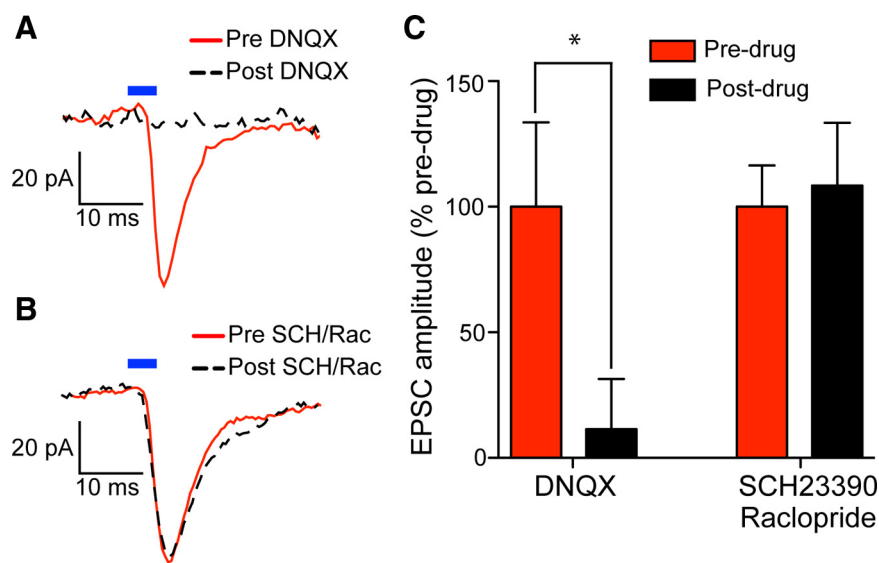 A
Pre DNQX
Post DNQX
20 pA
10 ms
B
Pre SCH/Rac
Post SCH/Rac
20 pA
10 ms
C
Pre-drug
Post-drug
*
EPSC amplitude (% pre-drug)
150
100
50
0
DNQX
SCH23390
Raclopride